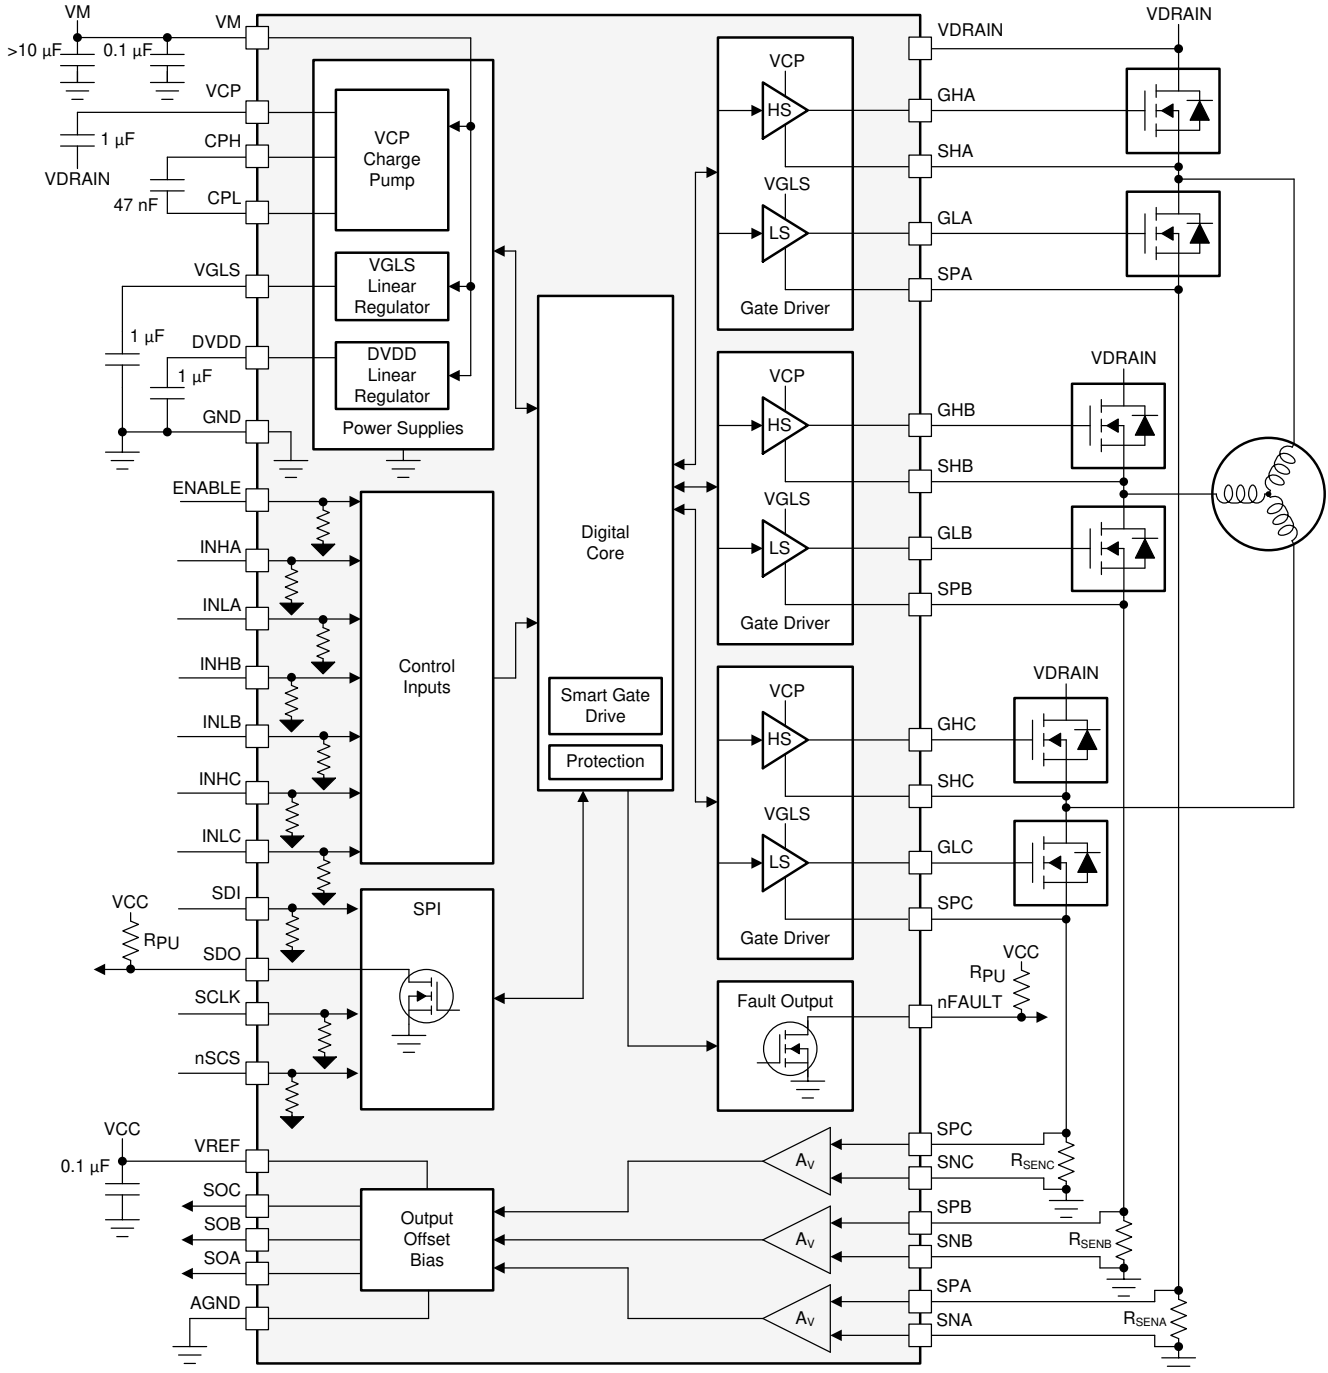 VM
VM
>10 µF
0.1 µF
VCP
1 µF
VDRAIN
CPH
47 nF
CPL
VGLS
1 µF
DVDD
1 µF
GND
VCP
Charge
Pump
VGLS
Linear
Regulator
DVDD
Linear
Regulator
Power Supplies
ENABLE
INHA
INLA
INHB
INLB
INHC
INLC
Control
Inputs
SDI
VCC
RPU
SDO
SCLK
nSCS
SPI
VCC
0.1 µF
VREF
SOC
SOB
SOA
AGND
Output
Offset
Bias
Digital
Core
Smart Gate
Drive
Protection
VCP
HS
VGLS
LS
Gate Driver
VCP
HS
VGLS
LS
Gate Driver
VCP
HS
VGLS
LS
Gate Driver
Fault Output
AV
AV
AV
VDRAIN
GHA
SHA
GLA
SPA
VDRAIN
GHB
SHB
GLB
SPB
VDRAIN
VDRAIN
GHC
SHC
GLC
SPC
VCC
RPU
nFAULT
SPC
SNC
RSENC
SPB
SNB
RSENB
SPA
SNA
RSENA